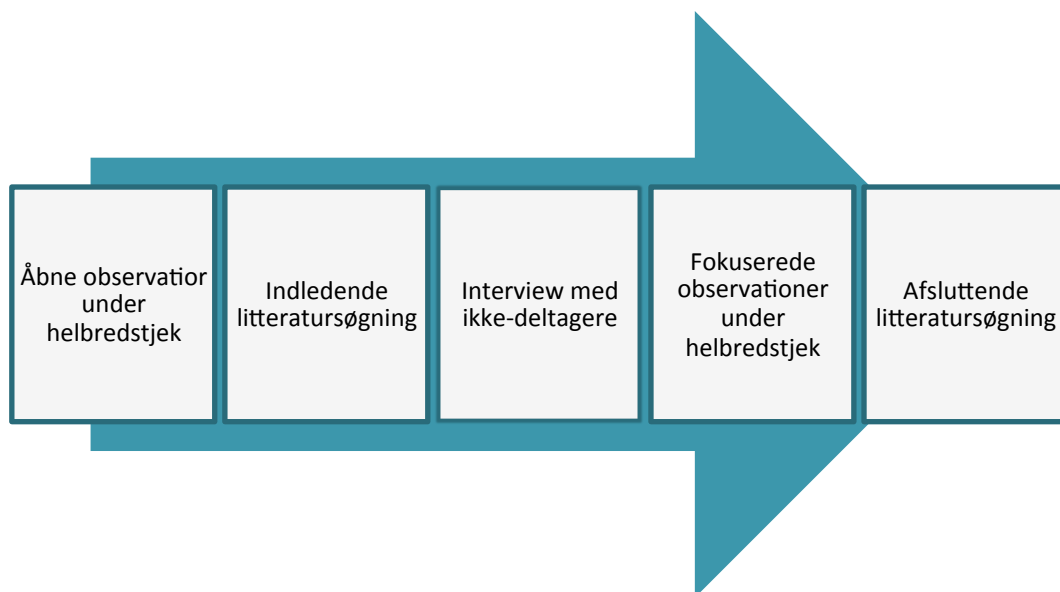 Åbne observatior
under
helbredstjek
Indledende
litteratursøgning
Interview med
ikke-deltagere
Fokuserede
observationer
under
helbredstjek
Afsluttende
litteratursøgning